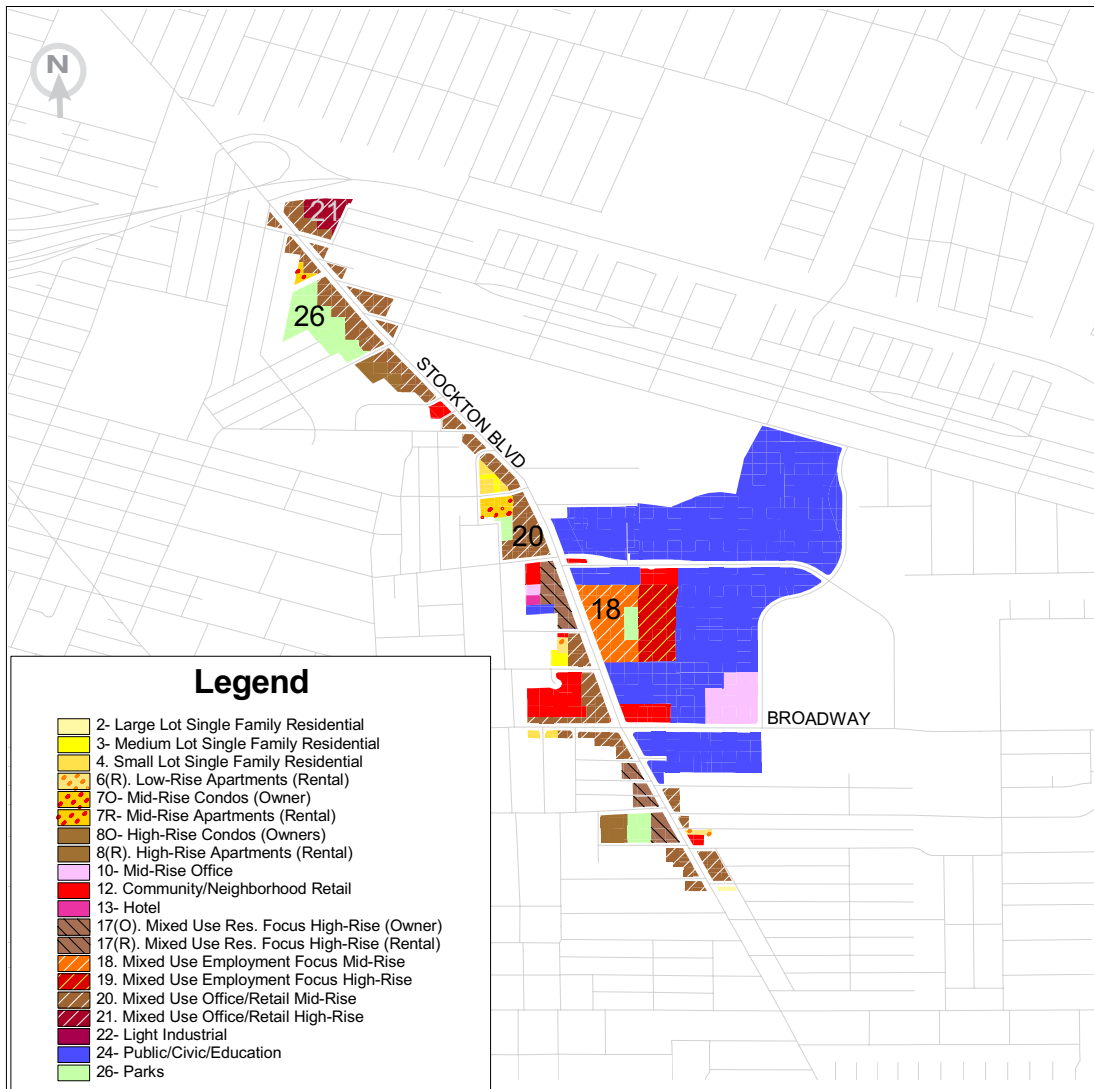 N
21
26
STOCKTON BLVD
20
18
BROADWAY
Legend
2- Large Lot Single Family Residential
3- Medium Lot Single Family Residential
4. Small Lot Single Family Residential
6(R). Low-Rise Apartments (Rental)
7O- Mid-Rise Condos (Owner)
7R- Mid-Rise Apartments (Rental)
8O- High-Rise Condos (Owners)
8(R). High-Rise Apartments (Rental)
10- Mid-Rise Office
12. Community/Neighborhood Retail
13- Hotel
17(O). Mixed Use Res. Focus High-Rise (Owner)
17(R). Mixed Use Res. Focus High-Rise (Rental)
18. Mixed Use Employment Focus Mid-Rise
19. Mixed Use Employment Focus High-Rise
20. Mixed Use Office/Retail Mid-Rise
21. Mixed Use Office/Retail High-Rise
22- Light Industrial
24- Public/Civic/Education
26- Parks